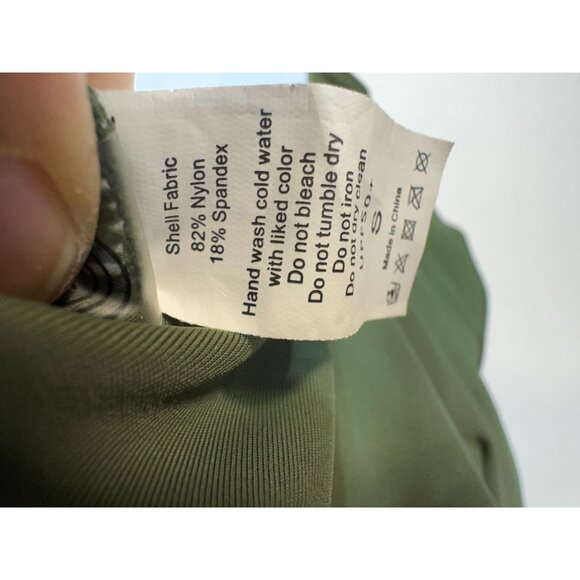 Shell Fabric
82% Nylon
18% Spandex
Hand wash cold water
with liked color
Do not bleach
Do not tumble dry
Do not iron
Do not dry clean
UPF50+
S
Made in China